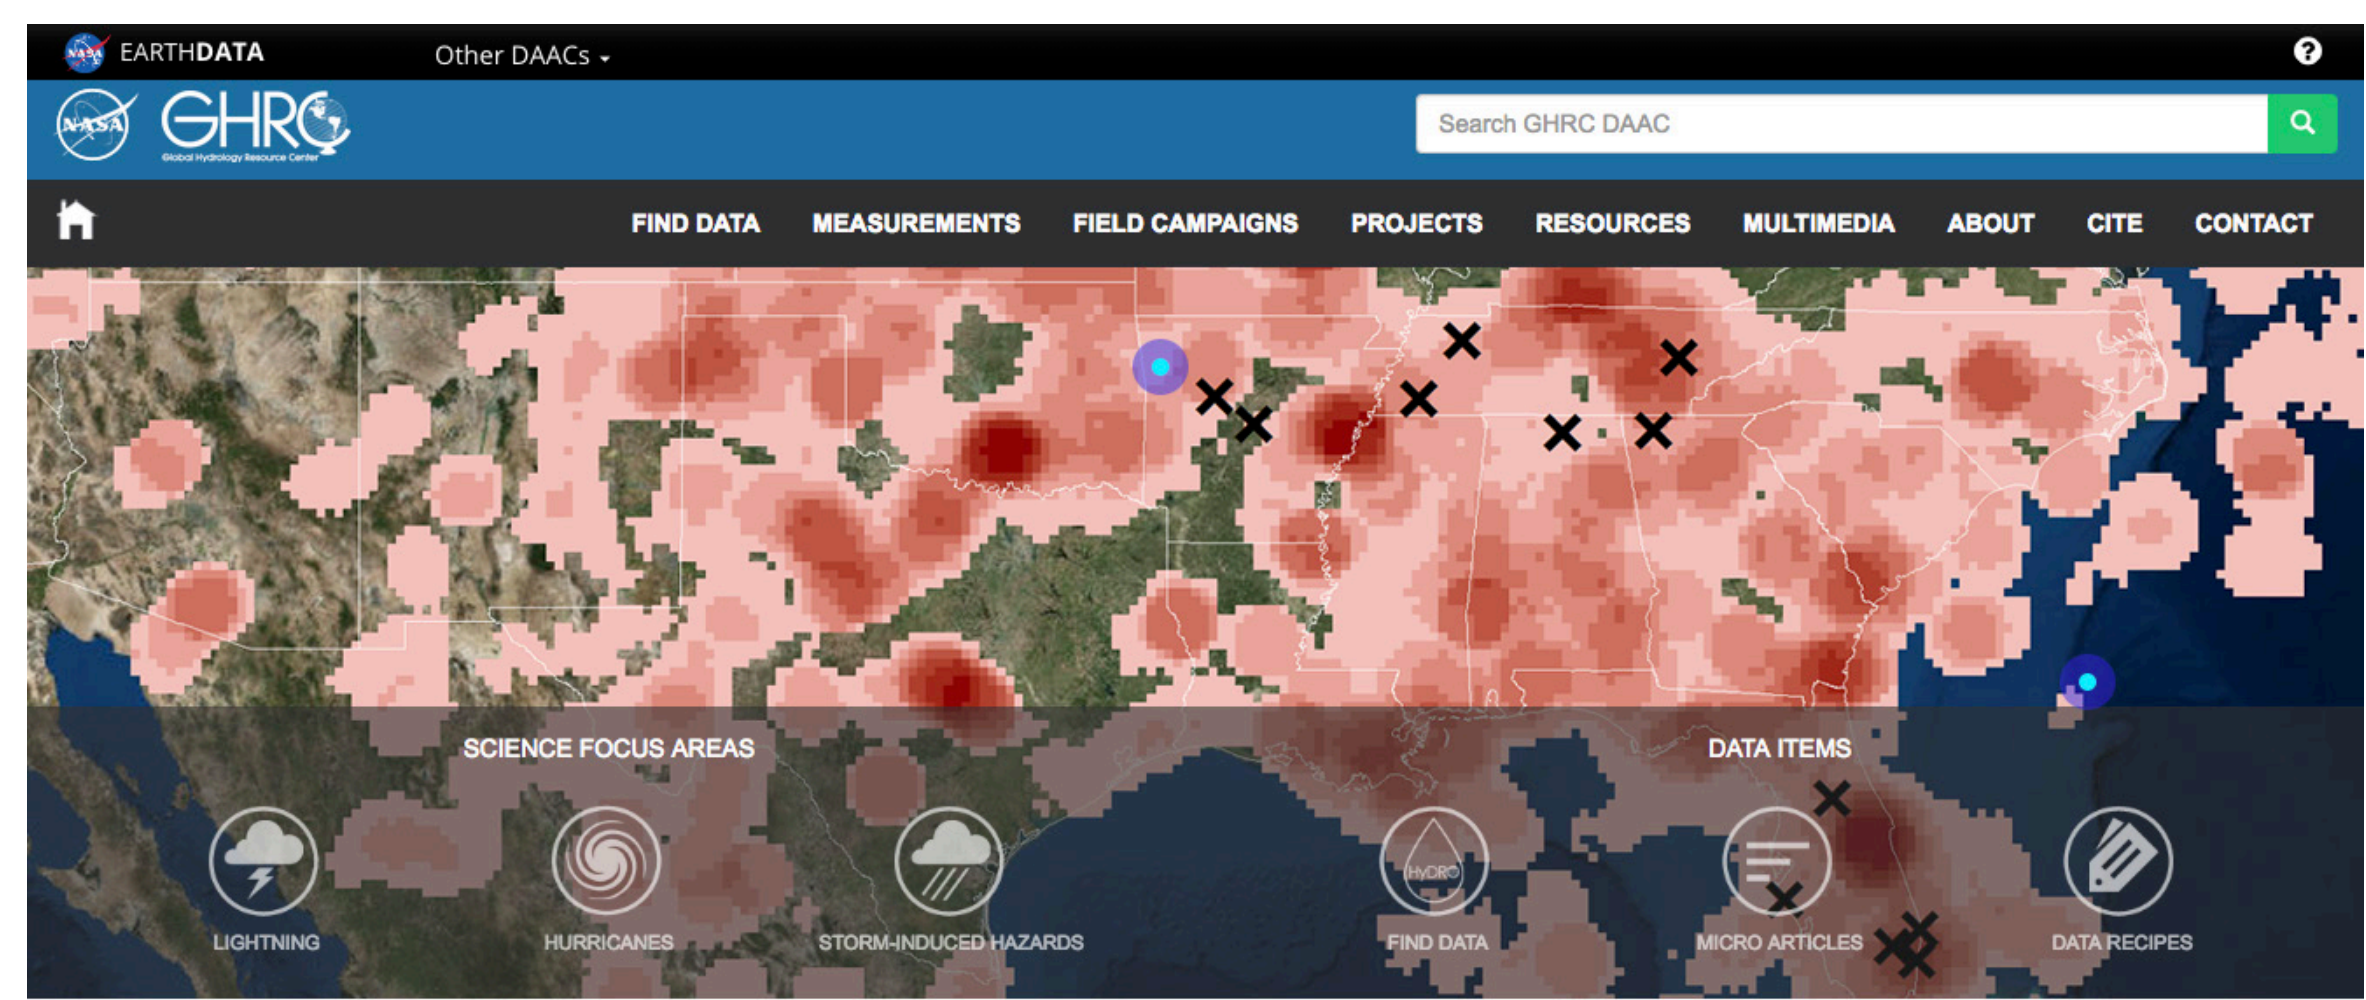 NASA EARTHDATA Other DAACs
NASA GHRC Search GHRC DAAC
Global Hydrology Resource Center
FIND DATA MEASUREMENTS FIELD CAMPAIGNS PROJECTS RESOURCES MULTIMEDIA ABOUT CITE CONTACT
SCIENCE FOCUS AREAS DATA ITEMS
HyDRO
LIGHTNING HURRICANES STORM-INDUCED HAZARDS FIND DATA MICRO ARTICLES DATA RECIPES